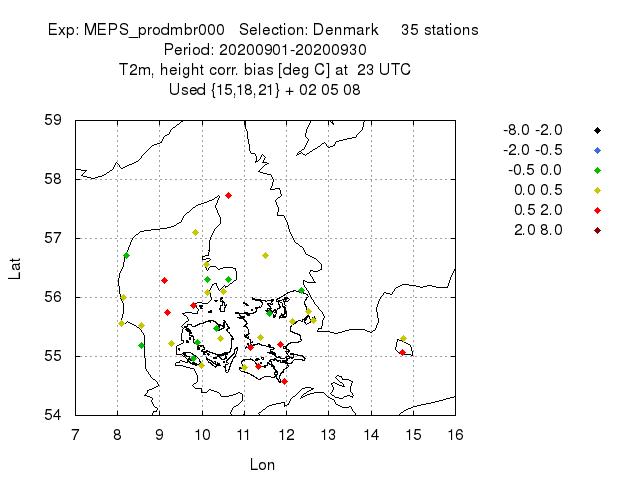 Exp: MEPS_prodmbr000 Selection: Denmark 35 stations
Period: 20200901-20200930
T2m, height corr. bias [deg C] at 23 UTC
Used {15,18,21} + 02 05 08
59
58
57
56
55
54
Lat
7 8 9 10 11 12 13 14 15 16
Lon
-8.0 -2.0
-2.0 -0.5
-0.5 0.0
0.0 0.5
0.5 2.0
2.0 8.0